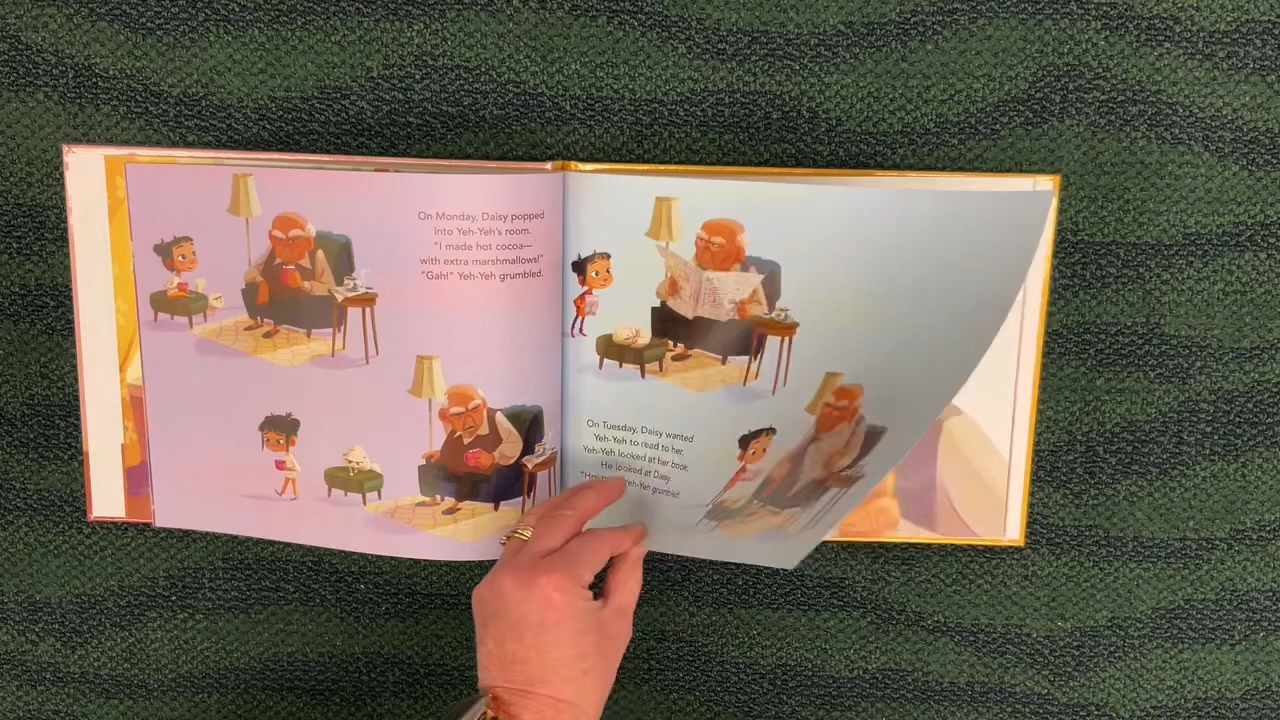 On Monday, Daisy popped
into Yeh-Yeh's room.
"I made hot cocoa—
with extra marshmallows!"
"Gah!" Yeh-Yeh grumbled.
On Tuesday, Daisy wanted
Yeh-Yeh to read to her.
Yeh-Yeh looked at her book.
He looked at Daisy.
Yeh-Yeh grumbled.